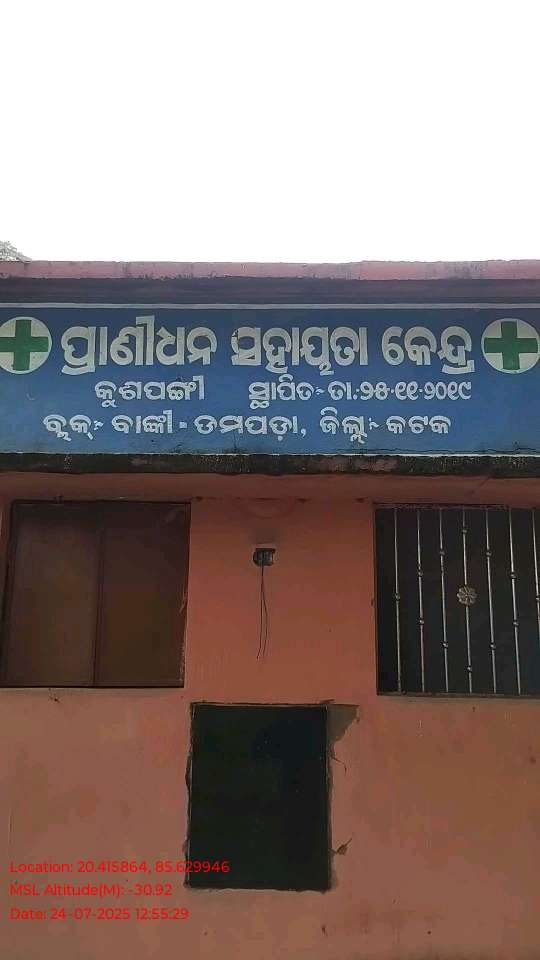 ପ୍ରାଣୀଧନ ସହାୟତା କେନ୍ଦ୍ର
କୁଶପଙ୍ଗୀ ସ୍ଥାପିତ:- ତା.:୨୫-୧୧-୨୦୧୯
ବ୍ଲକ୍:- ବାଙ୍କୀ - ଡମପଡ଼ା, ଜିଲ୍ଲା:- କଟକ
Location: 20.415864, 85.629946
MSL Altitude(M): -30.92
Date: 24-07-2025 12:55:29